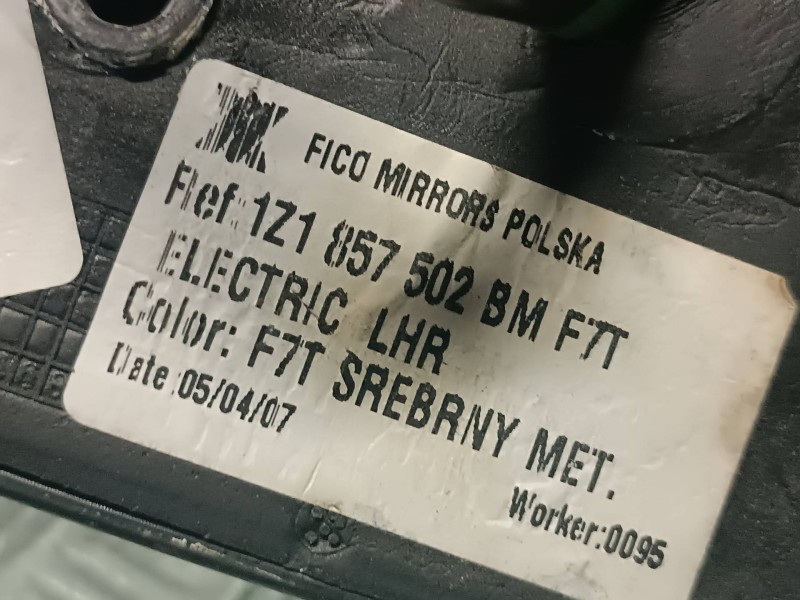 FICO MIRRORS POLSKA
Ref: 1Z1 857 502 BM F7T
ELECTRIC LHR
Color: F7T SREBRNY MET.
Date :05/04/07
Worker:0095